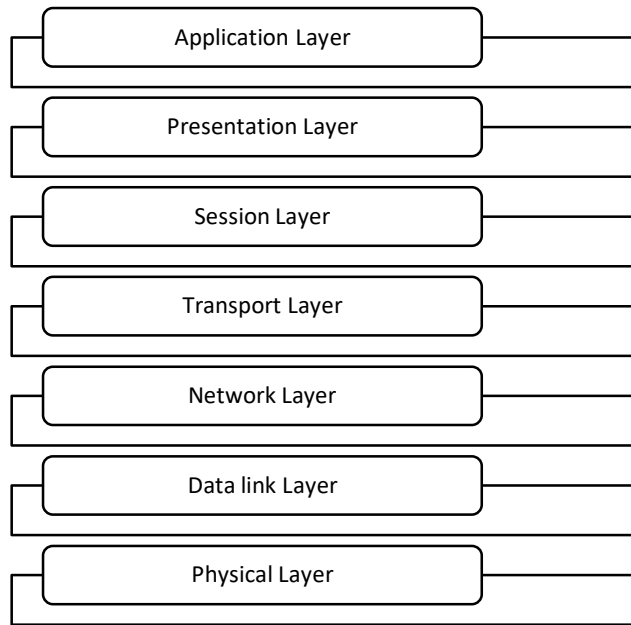 Application Layer
Presentation Layer
Session Layer
Transport Layer
Network Layer
Data link Layer
Physical Layer